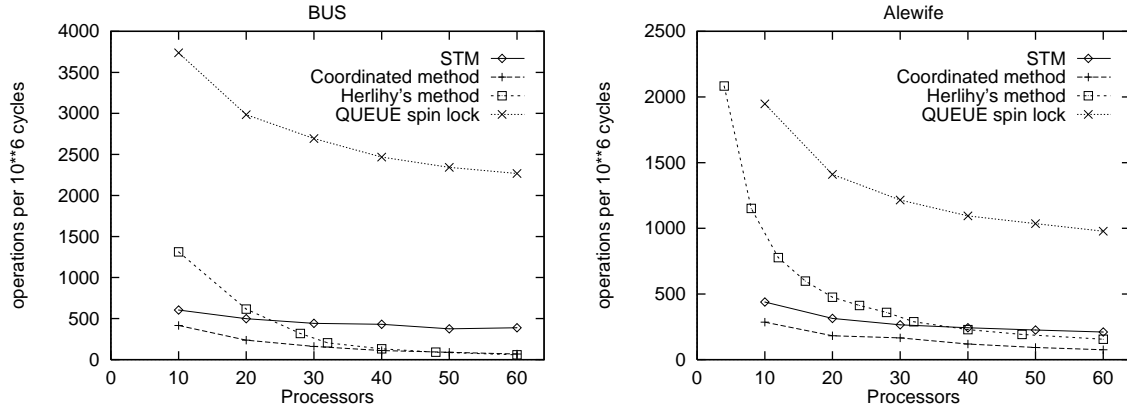 BUS
4000
3500
3000
2500
2000
1500
1000
500
0
operations per 10**6 cycles
STM
Coordinated method
Herlihy's method
QUEUE spin lock
0 10 20 30 40 50 60
Processors
Alewife
2500
2000
1500
1000
500
0
operations per 10**6 cycles
STM
Coordinated method
Herlihy's method
QUEUE spin lock
0 10 20 30 40 50 60
Processors